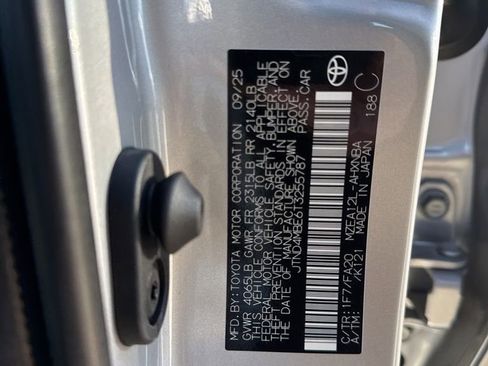 MFD.BY: TOYOTA MOTOR CORPORATION 09/25
GVWR 4065LB GAWR FR 2315LB RR 2140LB
THIS VEHICLE CONFORMS TO ALL APPLICABLE
FEDERAL MOTOR VEHICLE SAFETY, BUMPER, AND
THEFT PREVENTION STANDARDS IN EFFECT ON
THE DATE OF MANUFACTURE SHOWN ABOVE.
JTND4MBE6T3255787 PASS.CAR
C/TR: 1F7/FA20 MZEA12L-AHXNBA
A/TM: /K121 MADE IN JAPAN 188 C